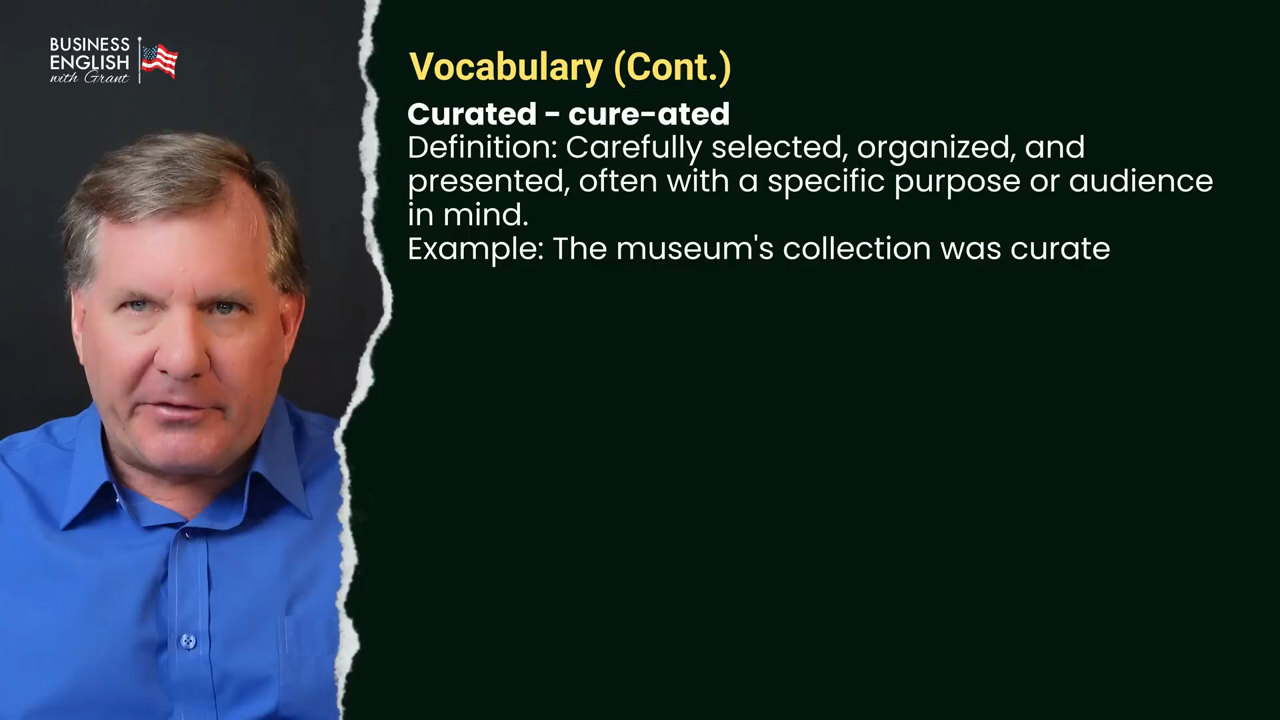 BUSINESS
ENGLISH
with Grant
Vocabulary (Cont.)
Curated - cure-ated
Definition: Carefully selected, organized, and
presented, often with a specific purpose or audience
in mind.
Example: The museum's collection was curate